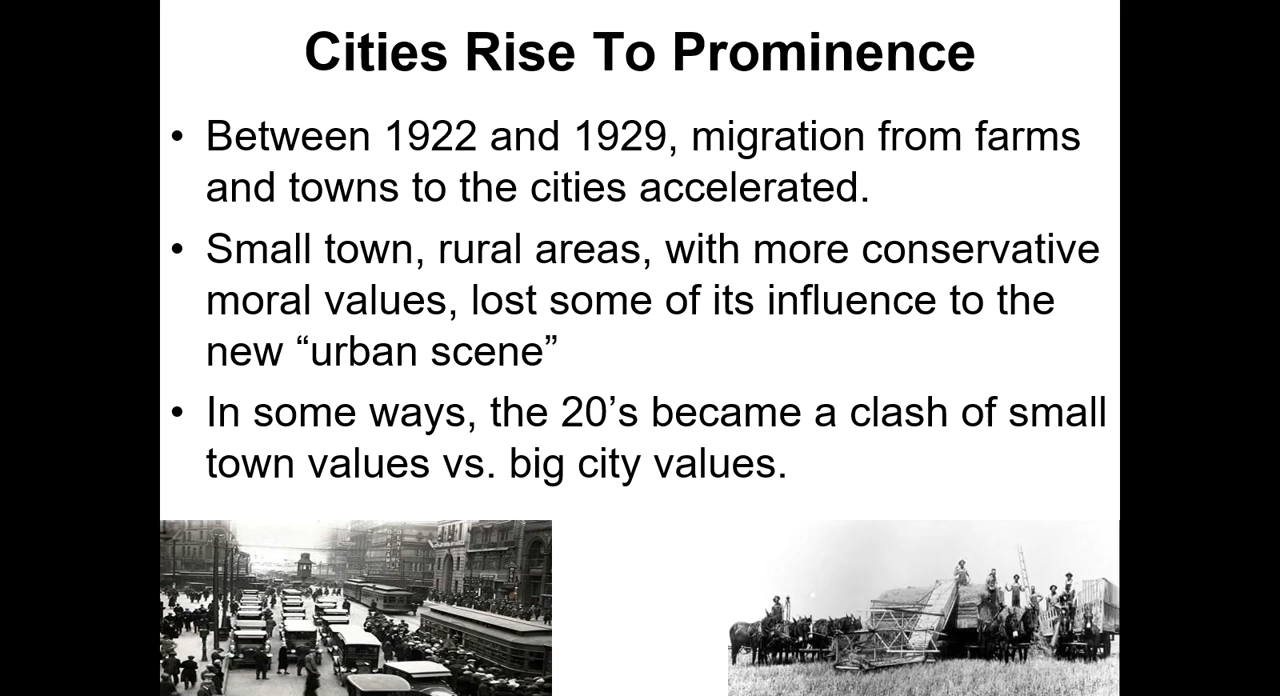 Cities Rise To Prominence
• Between 1922 and 1929, migration from farms
and towns to the cities accelerated.
• Small town, rural areas, with more conservative
moral values, lost some of its influence to the
new “urban scene”
• In some ways, the 20’s became a clash of small
town values vs. big city values.